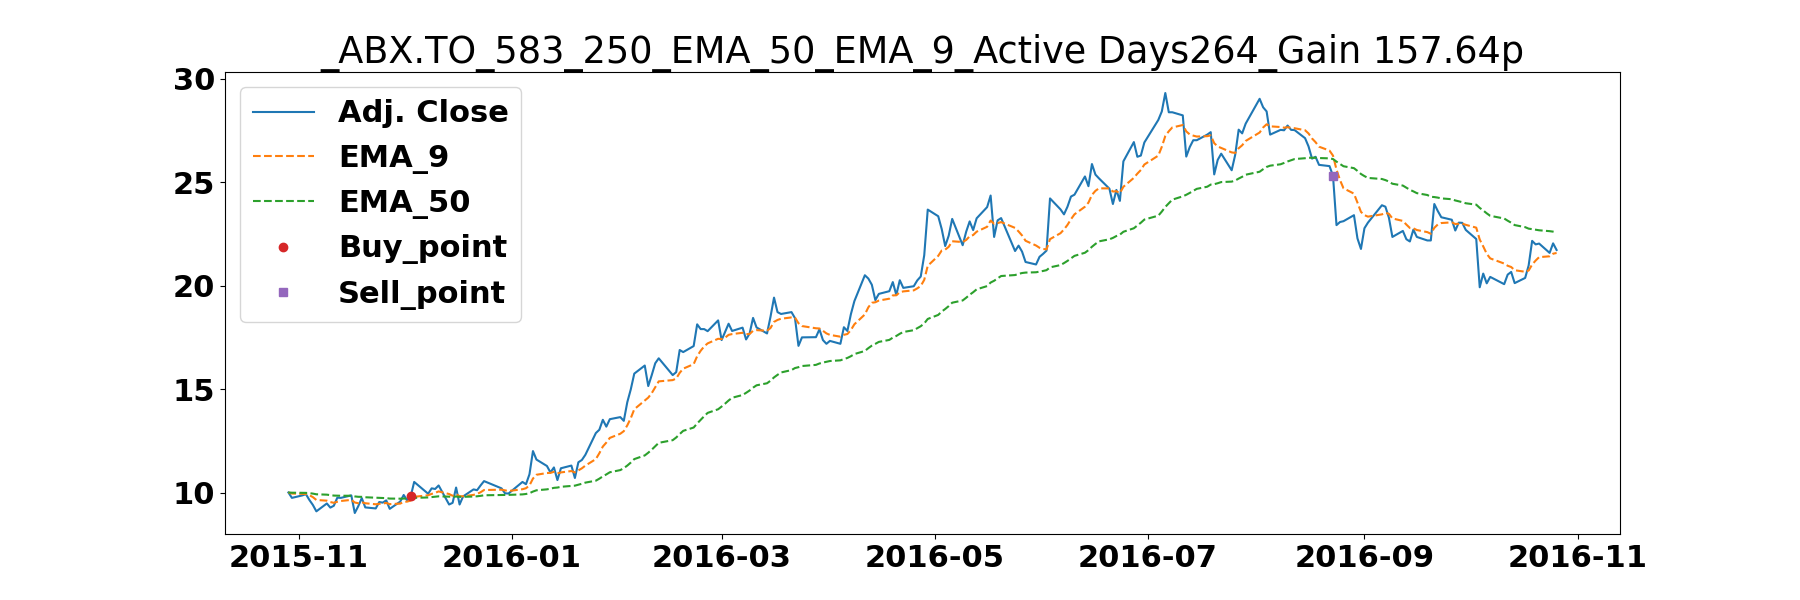 _ABX.TO_583_250_EMA_50_EMA_9_Active Days264_Gain 157.64p
30
25
20
15
10
Adj. Close
EMA_9
EMA_50
Buy_point
Sell_point
2015-11 2016-01 2016-03 2016-05 2016-07 2016-09 2016-11